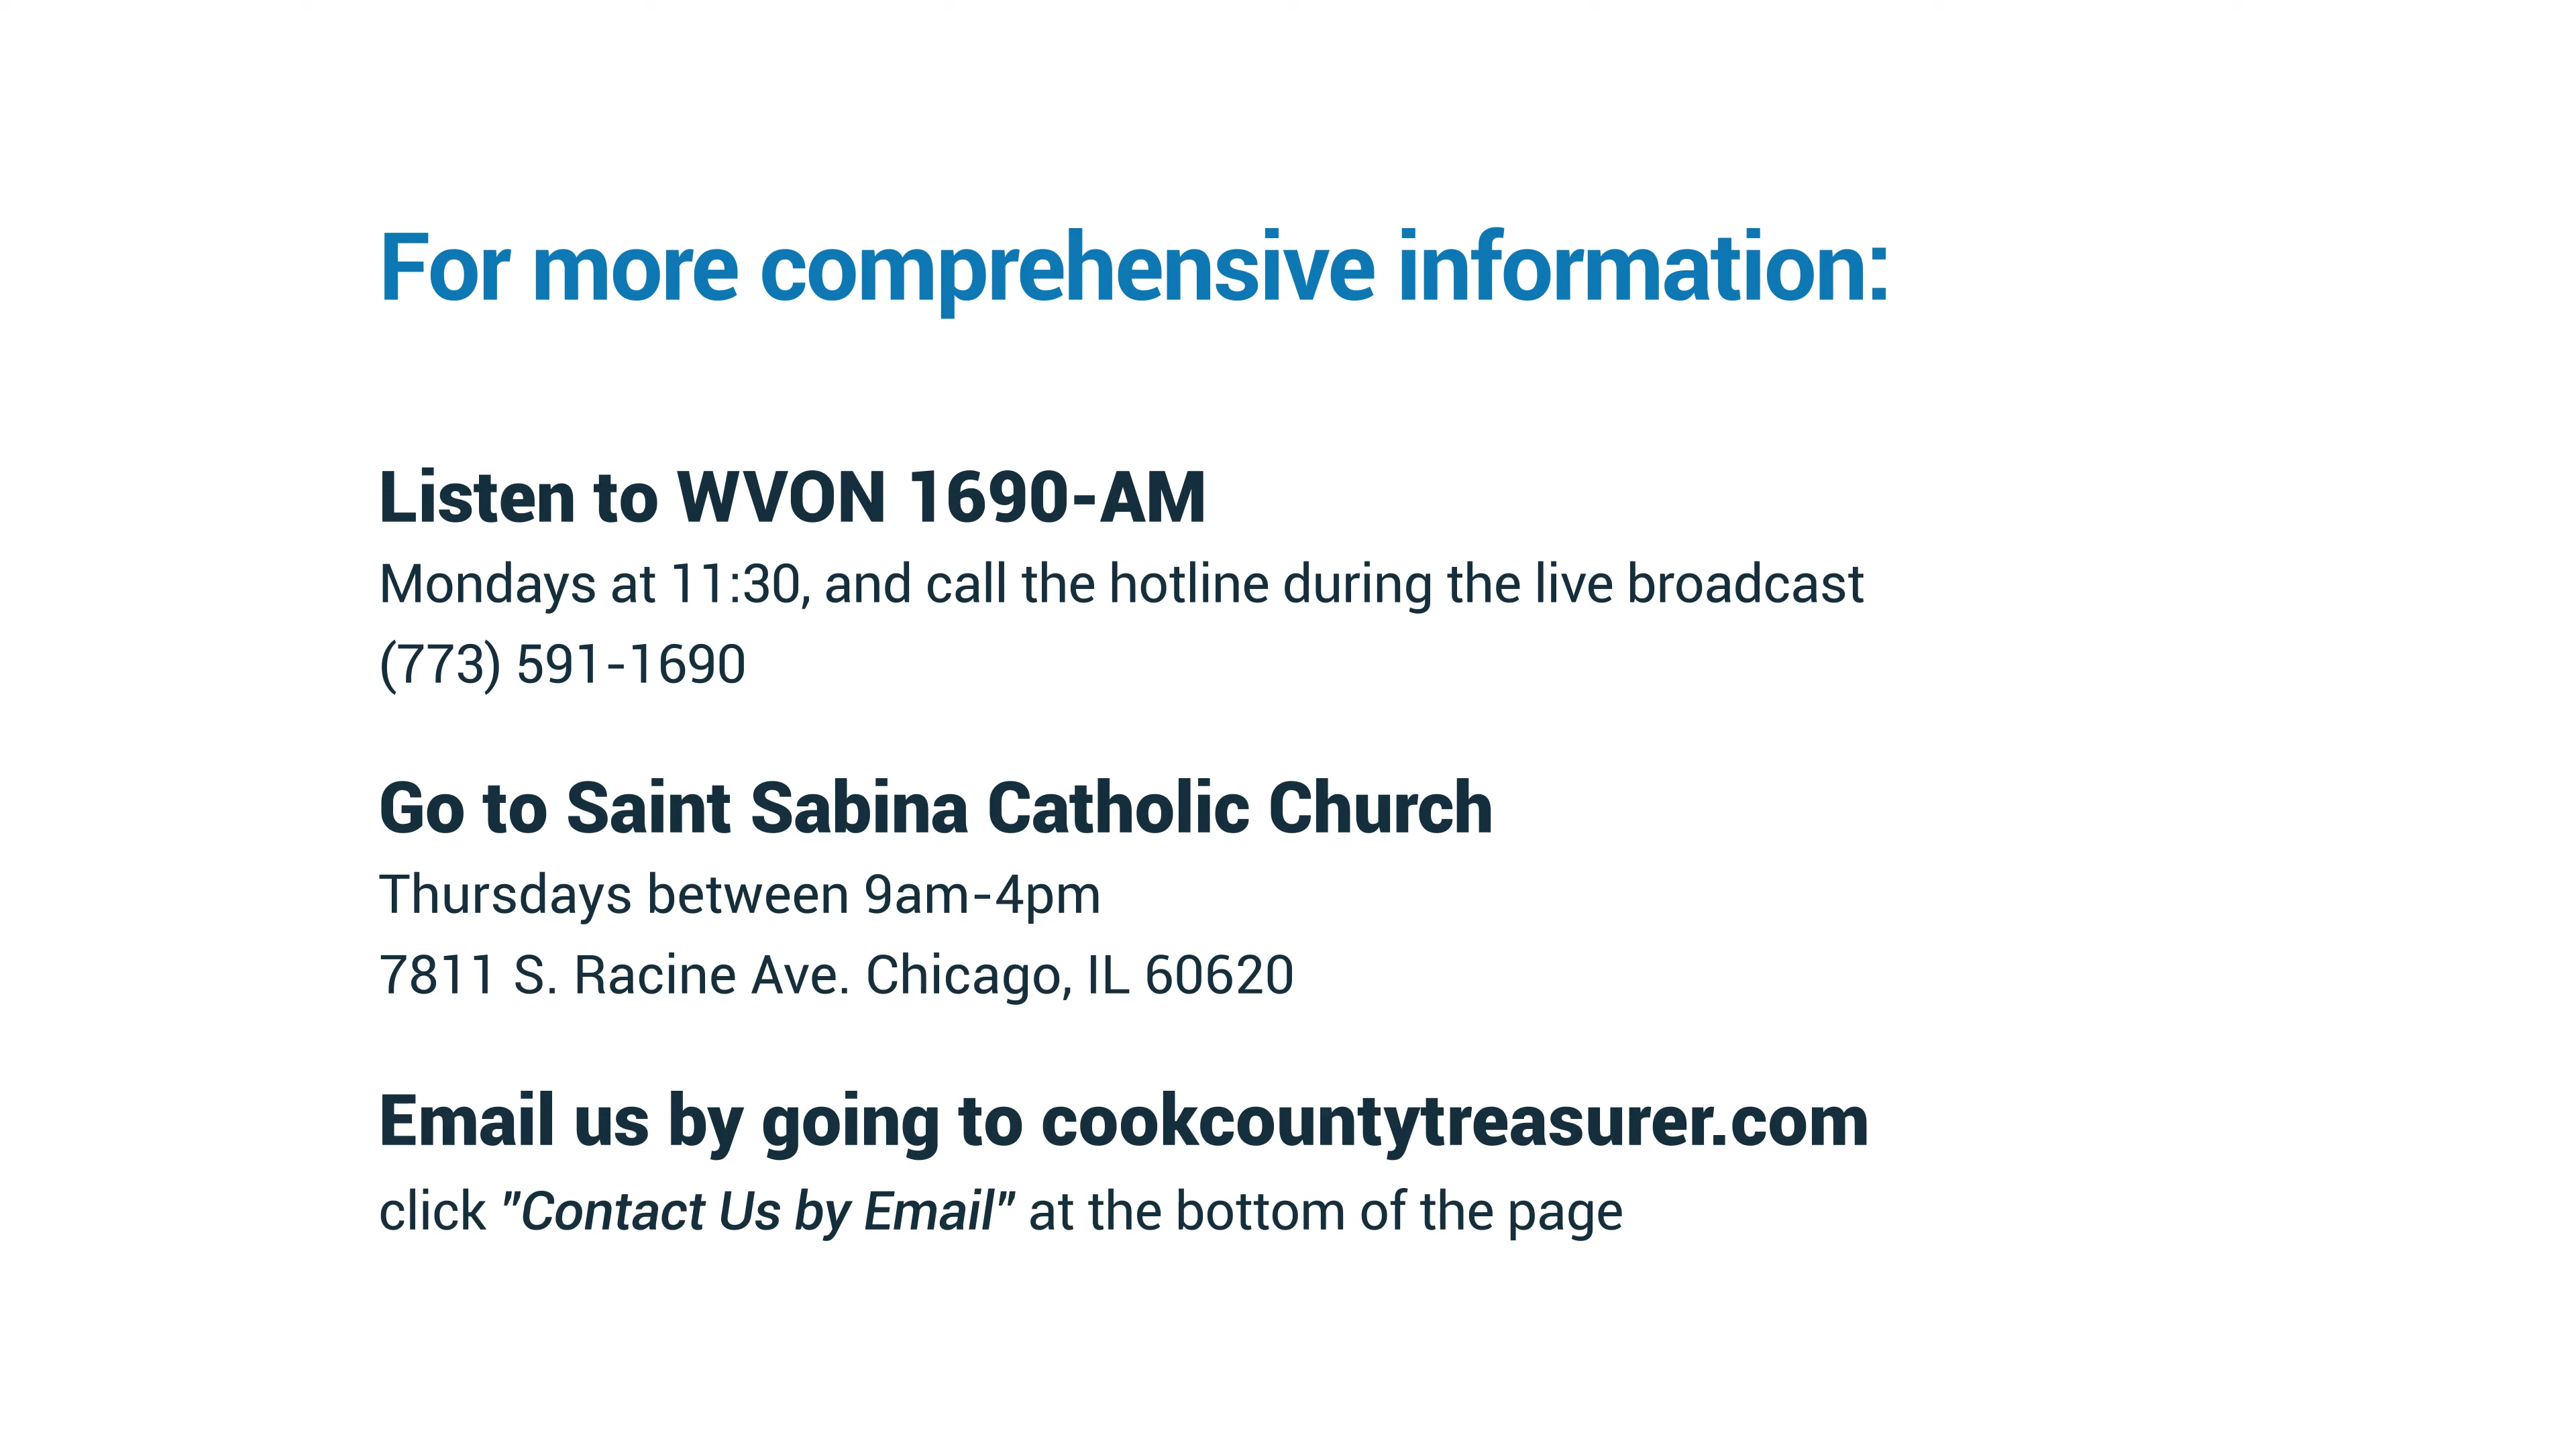 For more comprehensive information:
Listen to WVON 1690-AM
Mondays at 11:30, and call the hotline during the live broadcast
(773) 591-1690
Go to Saint Sabina Catholic Church
Thursdays between 9am-4pm
7811 S. Racine Ave. Chicago, IL 60620
Email us by going to cookcountytreasurer.com
click "Contact Us by Email" at the bottom of the page